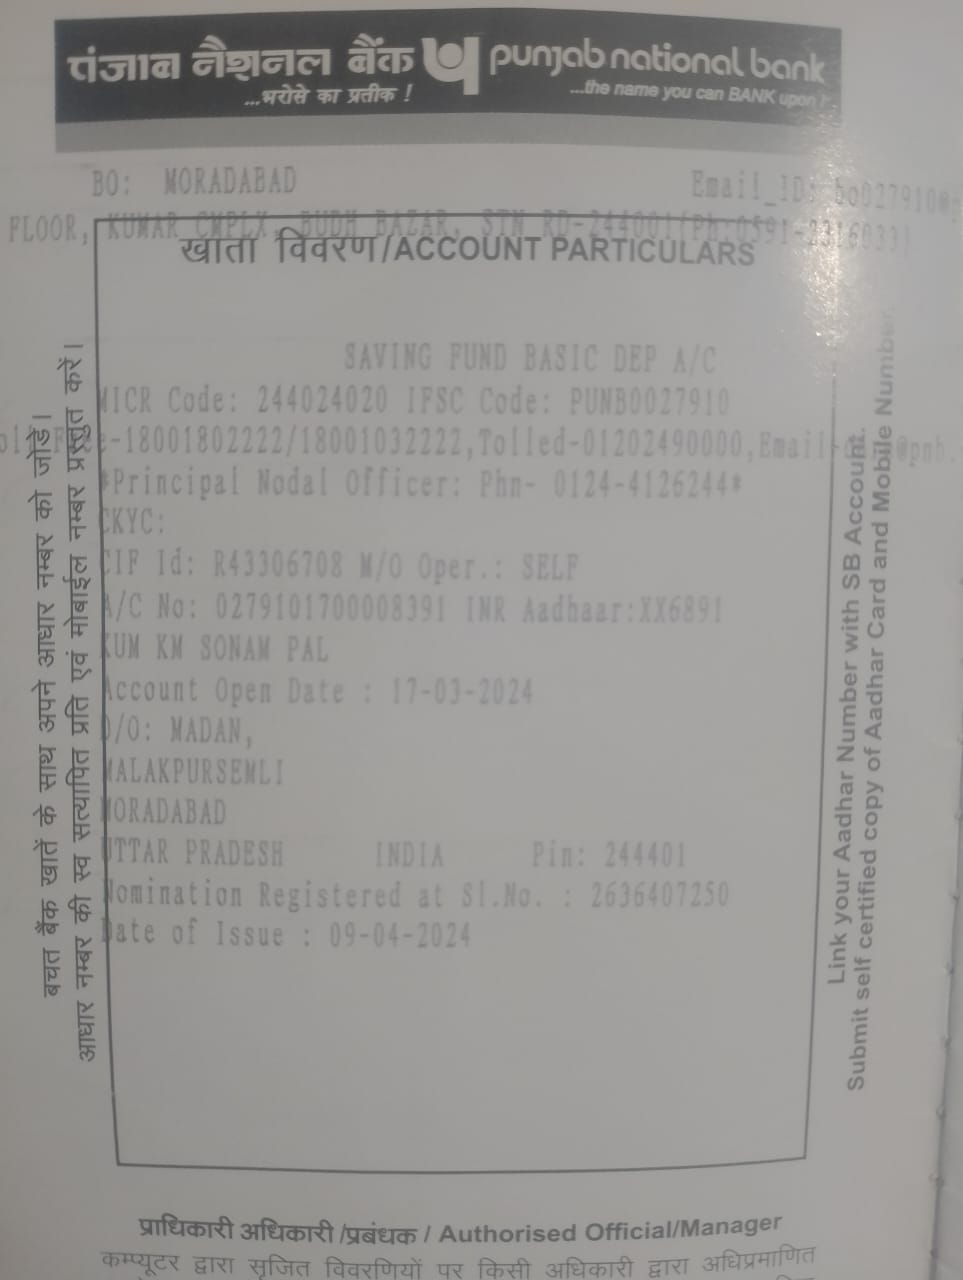 पंजाब नैशनल बैंक punjab national bank
...भरोसे का प्रतीक ! ...the name you can BANK upon !
BO: MORADABAD Email_ID: bo027910@
FLOOR, KUMAR CMPLX, BUDH BAZAR, STN RD-244001(Ph:0591-2316033)
खाता विवरण/ACCOUNT PARTICULARS
SAVING FUND BASIC DEP A/C
MICR Code: 244024020 IFSC Code: PUNB0027910
-18001802222/18001032222,Tolled-01202490000,Email- @pnb.
*Principal Nodal Officer: Phn- 0124-4126244*
CKYC:
CIF Id: R43306708 M/O Oper.: SELF
A/C No: 0279101700008391 INR Aadhaar:XX6891
KUM KM SONAM PAL
Account Open Date : 17-03-2024
D/O: MADAN,
MALAKPURSEMLI
MORADABAD
UTTAR PRADESH INDIA Pin: 244401
Nomination Registered at Sl.No. : 2636407250
Date of Issue : 09-04-2024
बचत बैंक खातें के साथ अपने आधार नम्बर को जोड़ें।
आधार नम्बर की स्व सत्यापित प्रति एवं मोबाईल नम्बर प्रस्तुत करें।
Link your Aadhar Number with SB Account.
Submit self certified copy of Aadhar Card and Mobile Number.
प्राधिकारी अधिकारी /प्रबंधक / Authorised Official/Manager
कम्प्यूटर द्वारा सृजित विवरणियों पर किसी अधिकारी द्वारा अधिप्रमाणित